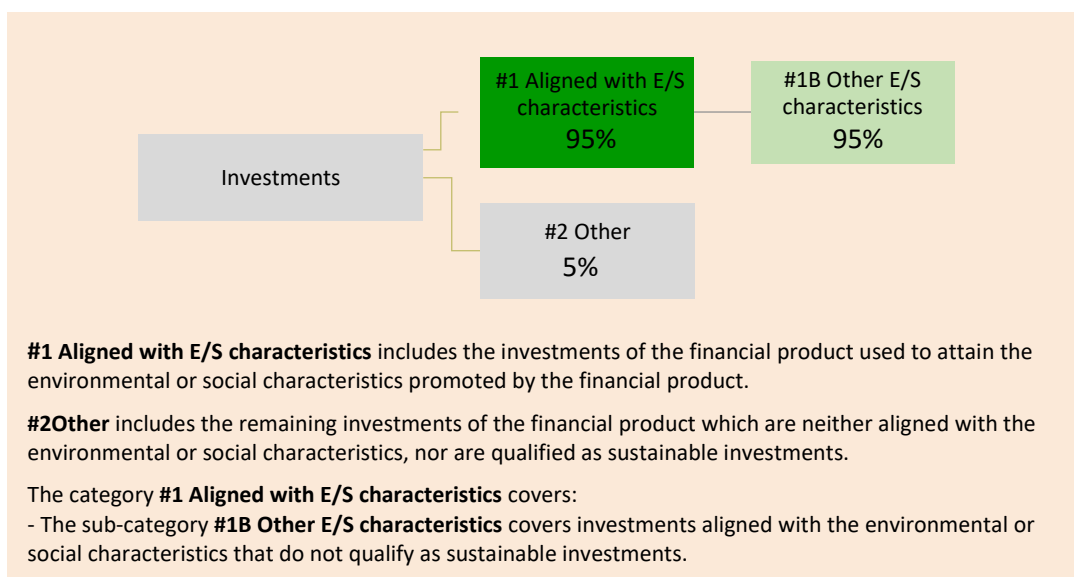 #1 Aligned with E/S
characteristics
95%
#1B Other E/S
characteristics
95%
Investments
#2 Other
5%
#1 Aligned with E/S characteristics includes the investments of the financial product used to attain the
environmental or social characteristics promoted by the financial product.
#2Other includes the remaining investments of the financial product which are neither aligned with the
environmental or social characteristics, nor are qualified as sustainable investments.
The category #1 Aligned with E/S characteristics covers:
- The sub-category #1B Other E/S characteristics covers investments aligned with the environmental or
social characteristics that do not qualify as sustainable investments.